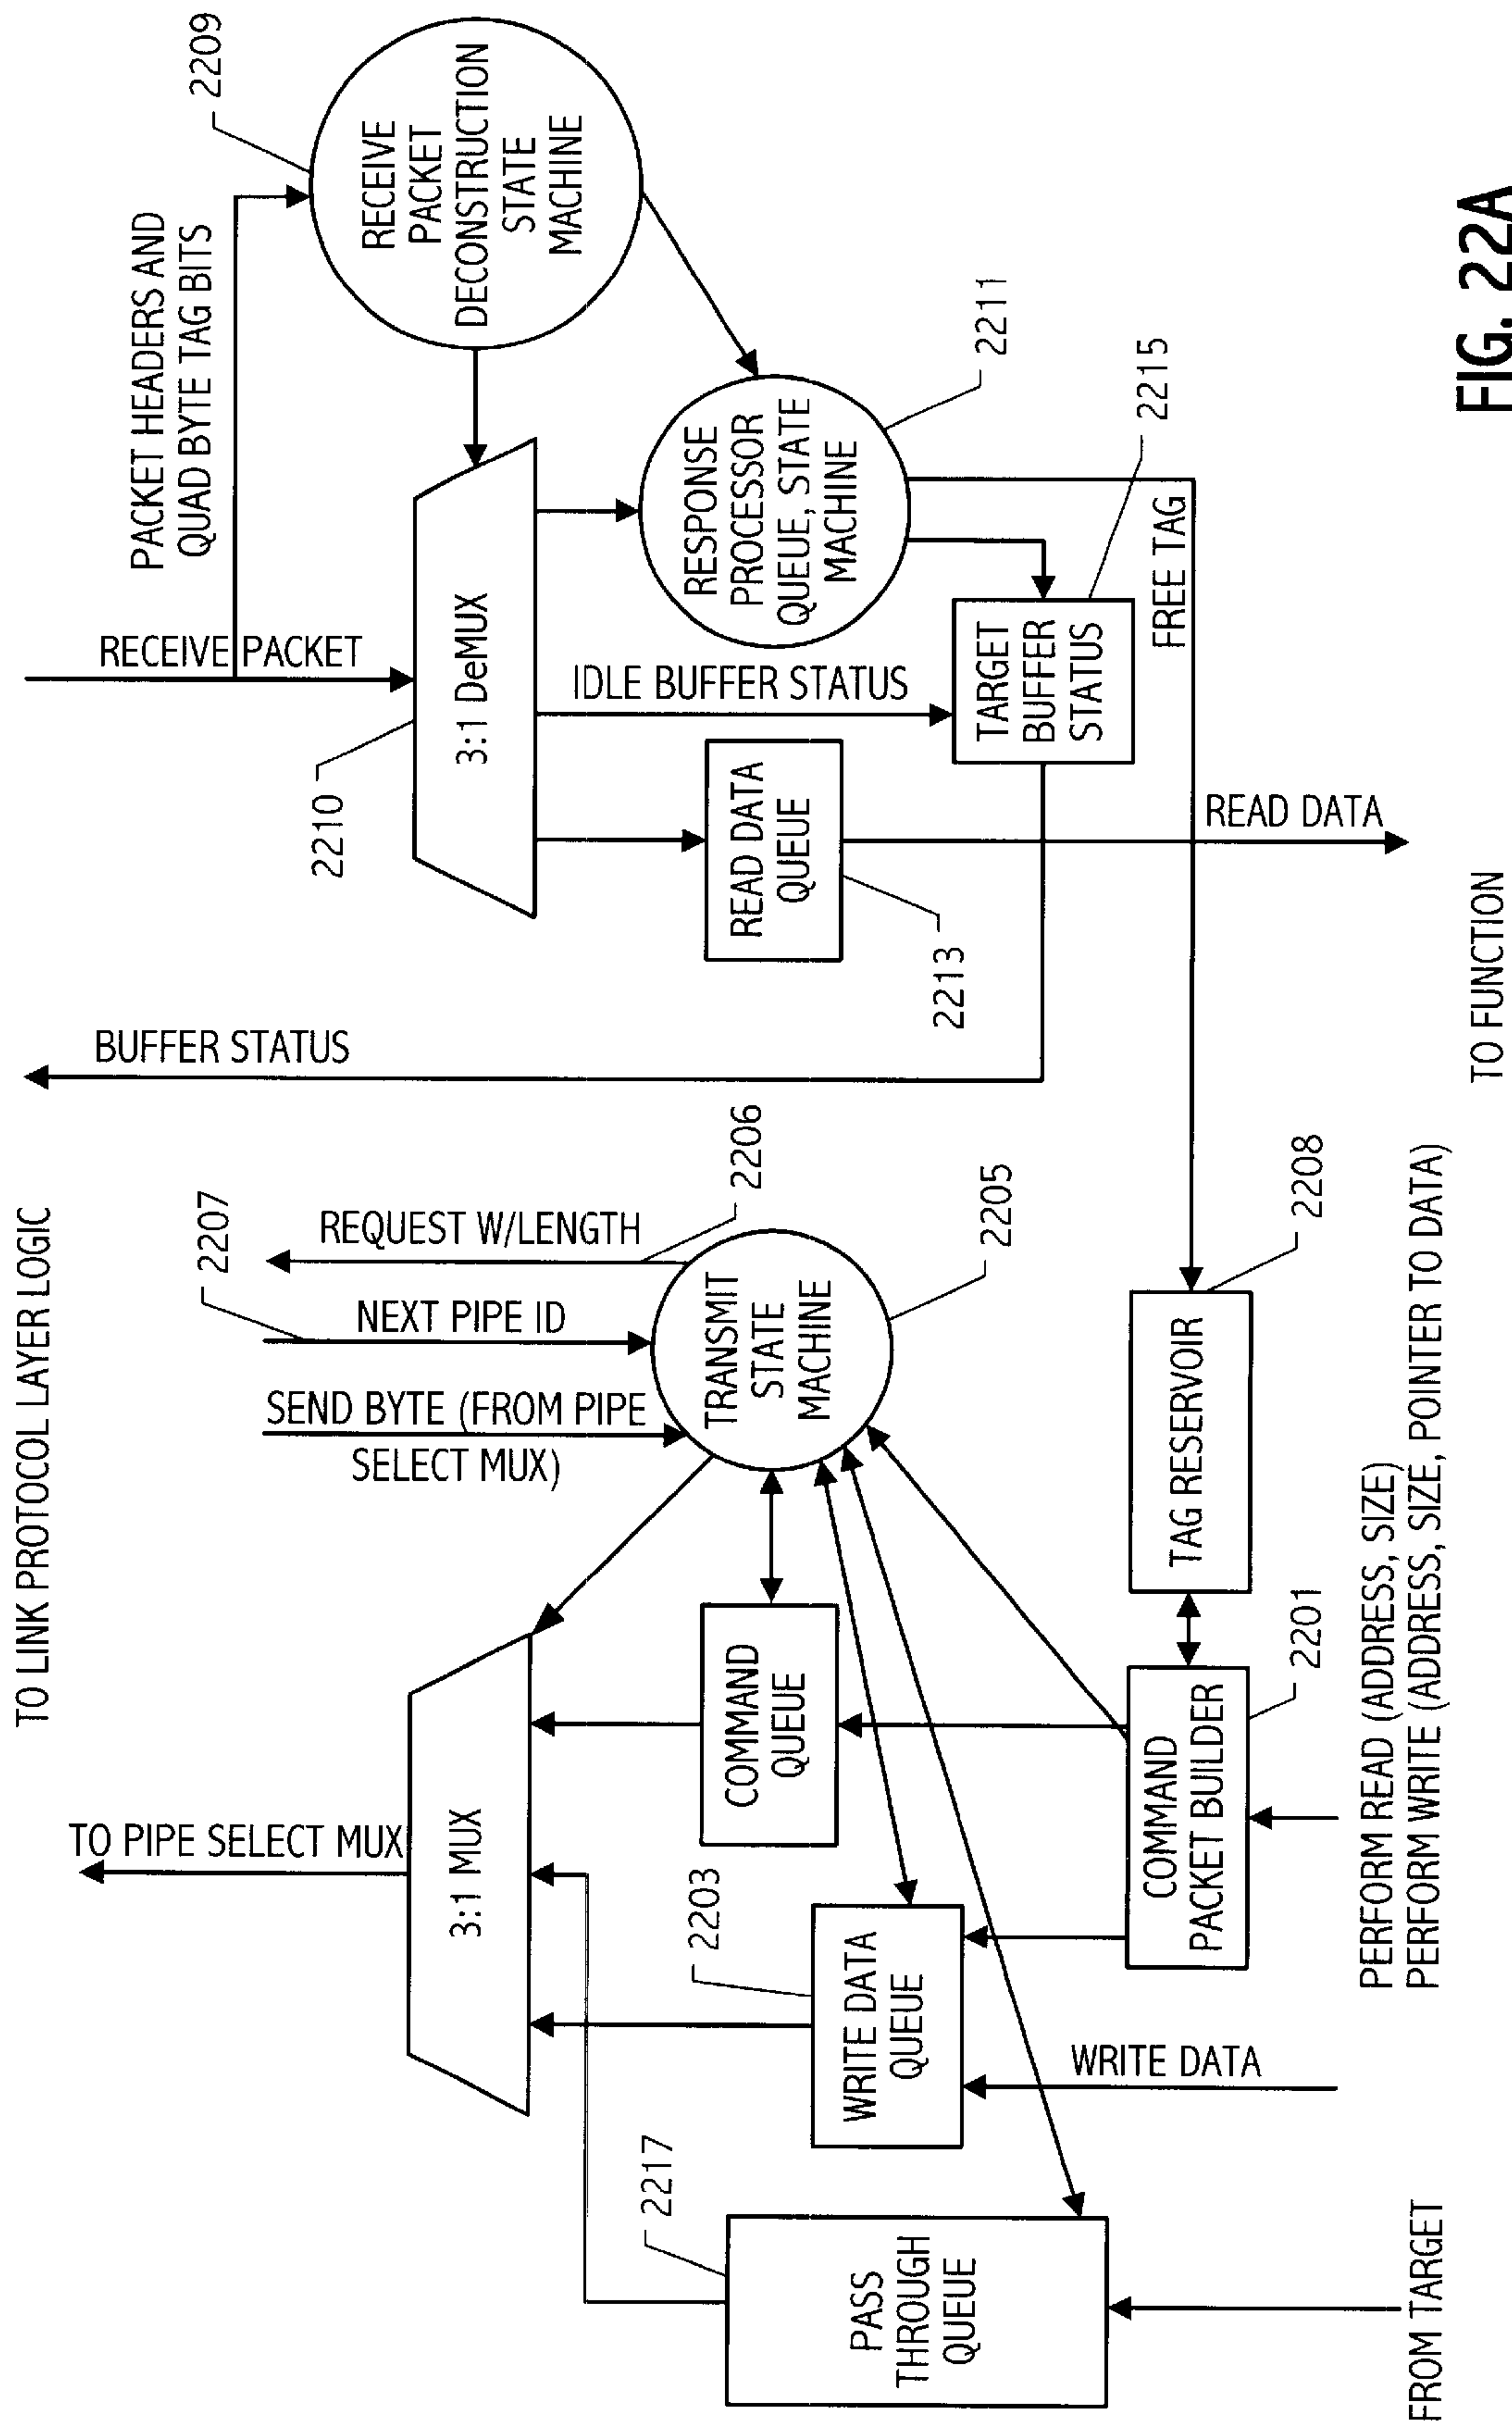 TO LINK PROTOCOL LAYER LOGIC
TO PIPE SELECT MUX
3:1 MUX
2207
REQUEST W/LENGTH
2206
NEXT PIPE ID
SEND BYTE (FROM PIPE
SELECT MUX)
TRANSMIT
STATE
MACHINE
2205
BUFFER STATUS
RECEIVE PACKET
PACKET HEADERS AND
QUAD BYTE TAG BITS
2209
RECEIVE
PACKET
DECONSTRUCTION
STATE
MACHINE
2210
3:1 DeMUX
IDLE BUFFER STATUS
READ DATA
QUEUE
2213
RESPONSE
PROCESSOR
QUEUE, STATE
MACHINE
2211
TARGET
BUFFER
STATUS
2215
FREE TAG
READ DATA
2217
PASS
THROUGH
QUEUE
2203
WRITE DATA
QUEUE
COMMAND
QUEUE
WRITE DATA
COMMAND
PACKET BUILDER
2201
TAG RESERVOIR
2208
PERFORM READ (ADDRESS, SIZE)
PERFORM WRITE (ADDRESS, SIZE, POINTER TO DATA)
FROM TARGET
TO FUNCTION
FIG. 22A